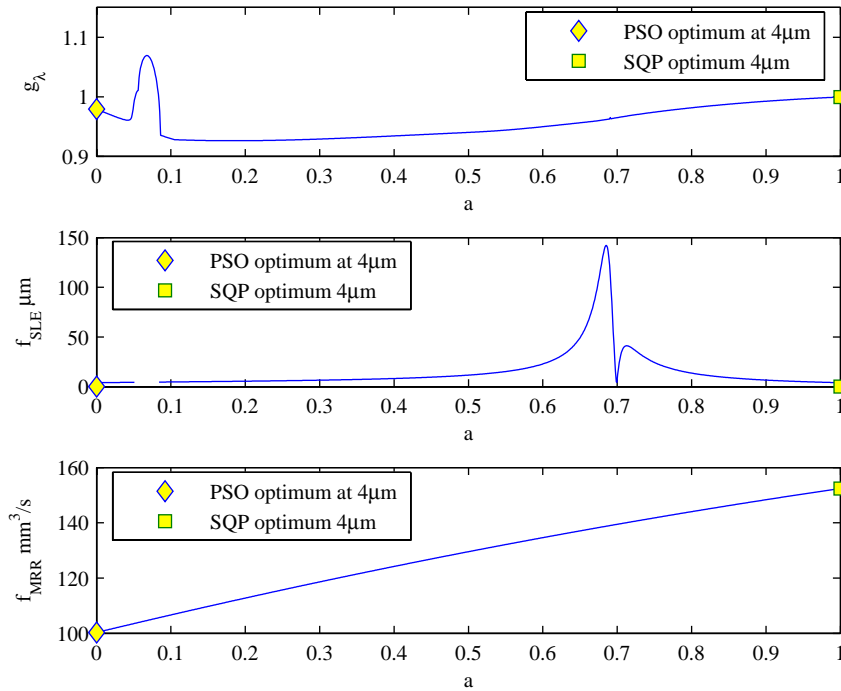 1.1
1
0.9
g_λ
PSO optimum at 4μm
SQP optimum 4μm
0 0.1 0.2 0.3 0.4 0.5 0.6 0.7 0.8 0.9 1
a
150
100
50
0
f_SLE μm
PSO optimum at 4μm
SQP optimum 4μm
0 0.1 0.2 0.3 0.4 0.5 0.6 0.7 0.8 0.9 1
a
160
140
120
100
f_MRR mm³/s
PSO optimum at 4μm
SQP optimum 4μm
0 0.1 0.2 0.3 0.4 0.5 0.6 0.7 0.8 0.9 1
a